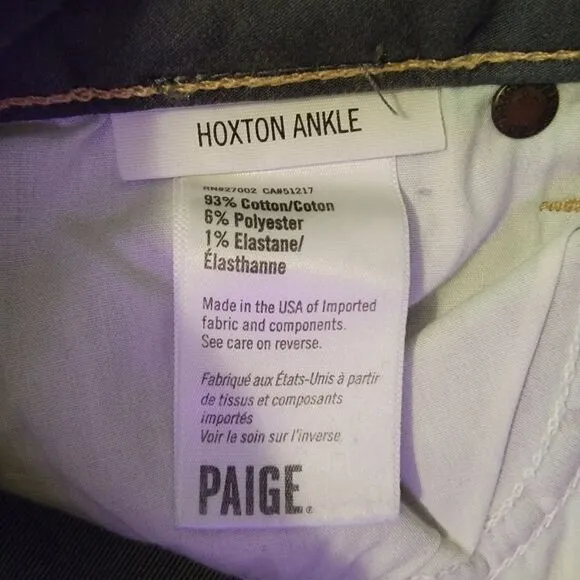 HOXTON ANKLE
RN#27002 CA#51217
93% Cotton/Coton
6% Polyester
1% Elastane/
Élasthanne
Made in the USA of Imported
fabric and components.
See care on reverse.
Fabriqué aux États-Unis à partir
de tissus et composants
importés
Voir le soin sur l'inverse
PAIGE